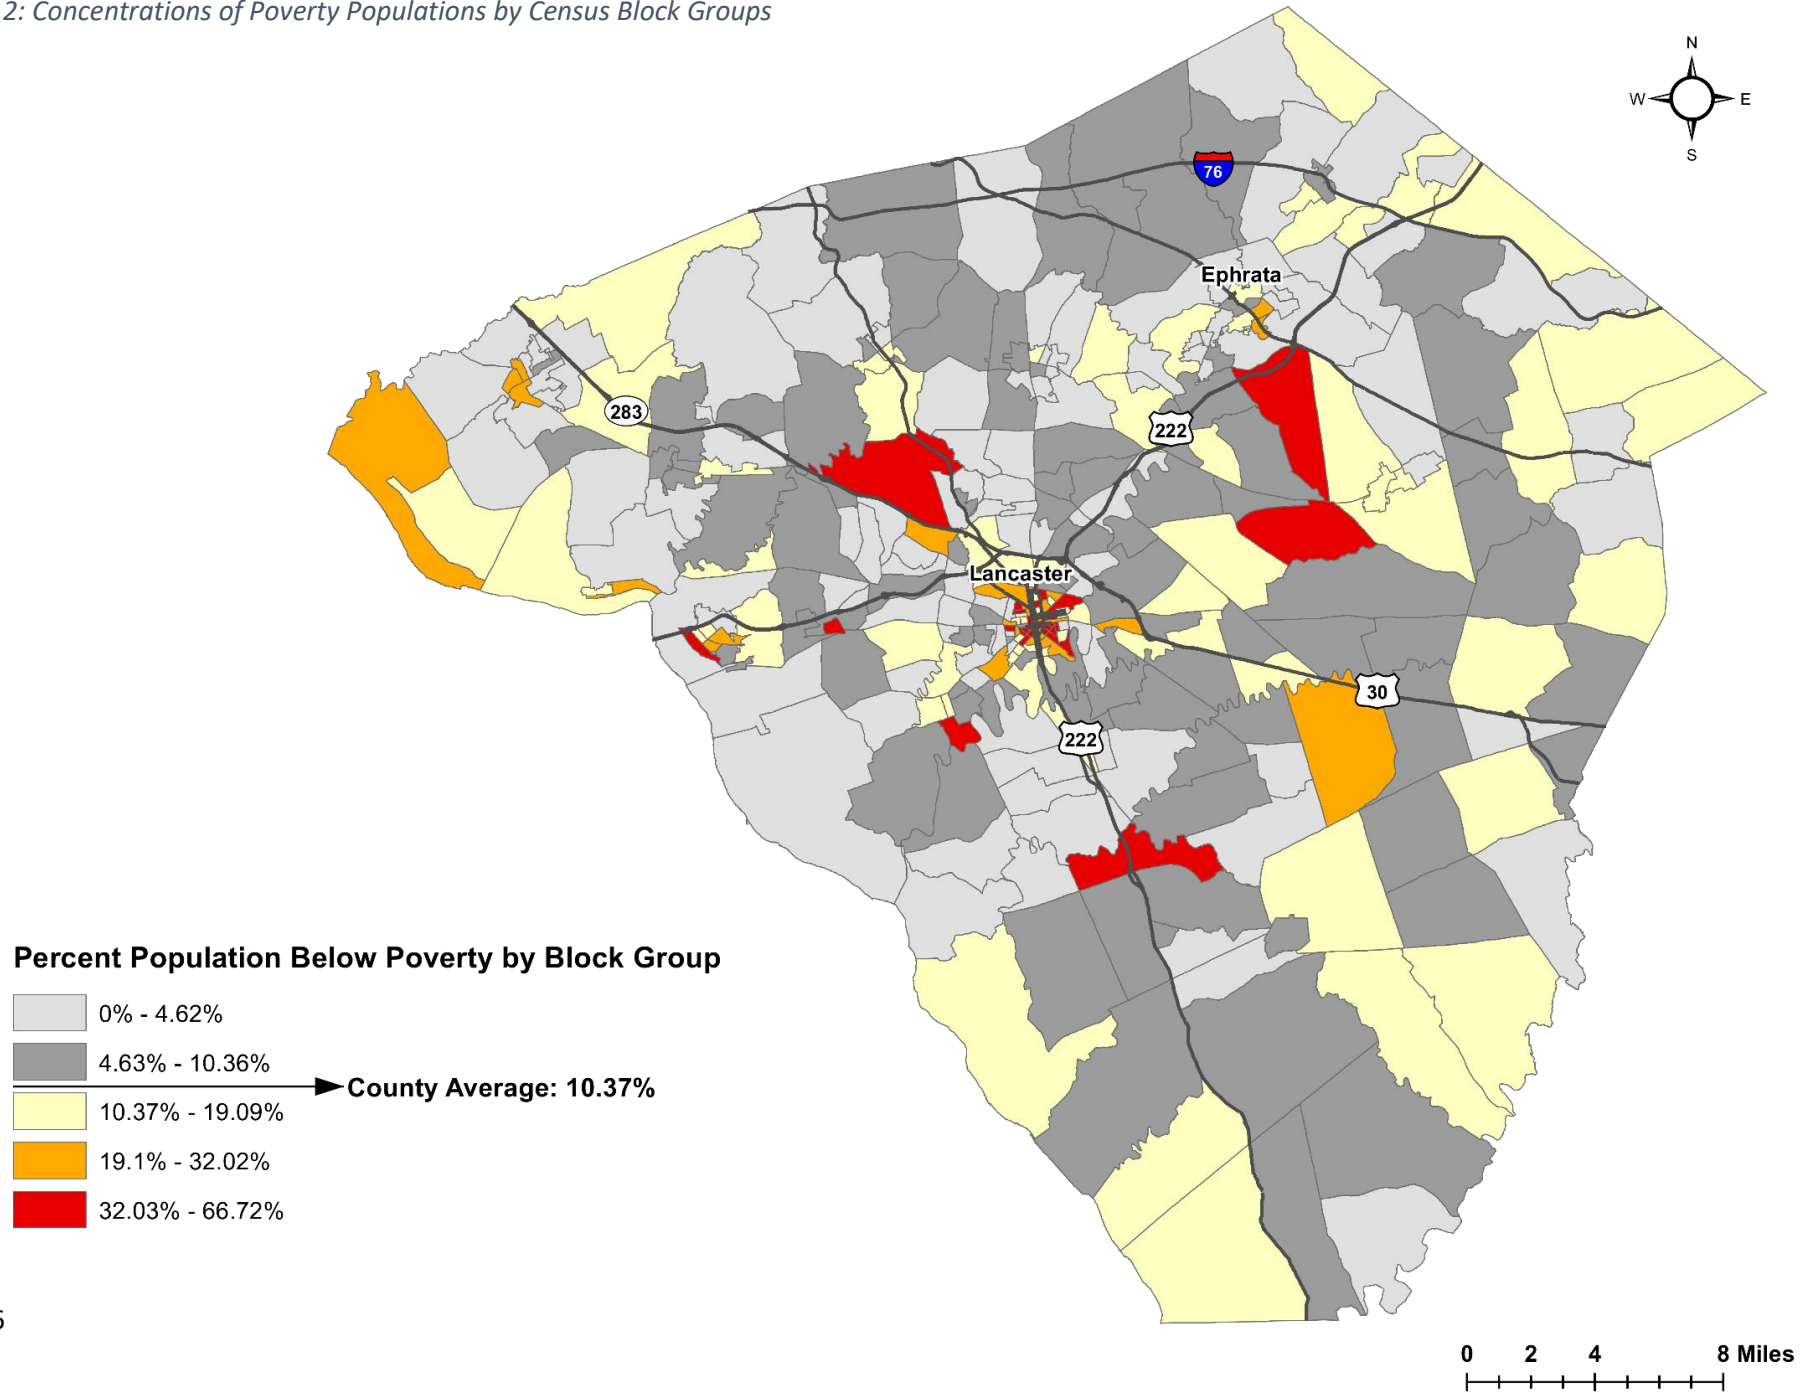 2: Concentrations of Poverty Populations by Census Block Groups
N
W E
S
76
Ephrata
283
222
Lancaster
30
222
Percent Population Below Poverty by Block Group
0% - 4.62%
4.63% - 10.36%
County Average: 10.37%
10.37% - 19.09%
19.1% - 32.02%
32.03% - 66.72%
0 2 4 8 Miles